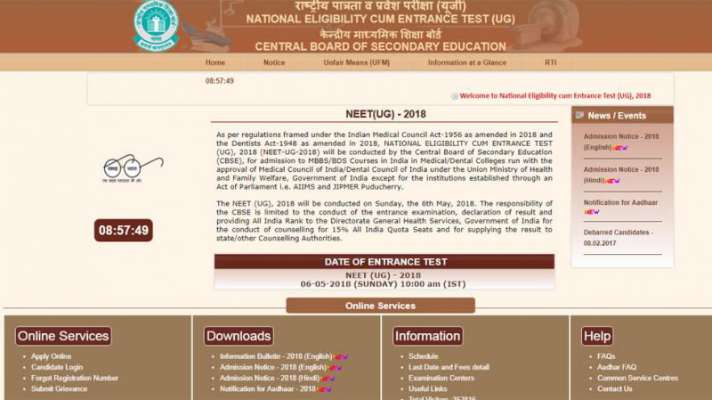 राष्ट्रीय पात्रता व प्रवेश परीक्षा (यूजी)
NATIONAL ELIGIBILITY CUM ENTRANCE TEST (UG)
केन्द्रीय माध्यमिक शिक्षा बोर्ड
CENTRAL BOARD OF SECONDARY EDUCATION
Home Notice Unfair Means (UFM) Information at a Glance RTI
08:57:49
Welcome to National Eligibility cum Entrance Test (UG), 2018
NEET(UG) - 2018
As per regulations framed under the Indian Medical Council Act-1956 as amended in 2018 and
the Dentists Act-1948 as amended in 2018, NATIONAL ELIGIBILITY CUM ENTRANCE TEST
(UG), 2018 (NEET-UG-2018) will be conducted by the Central Board of Secondary Education
(CBSE), for admission to MBBS/BDS Courses in India in Medical/Dental Colleges run with the
approval of Medical Council of India/Dental Council of India under the Union Ministry of Health
and Family Welfare, Government of India except for the institutions established through an
Act of Parliament i.e. AIIMS and JIPMER Puducherry.
The NEET (UG), 2018 will be conducted on Sunday, the 6th May, 2018. The responsibility of
the CBSE is limited to the conduct of the entrance examination, declaration of result and
providing All India Rank to the Directorate General Health Services, Government of India for
the conduct of counselling for 15% All India Quota Seats and for supplying the result to
state/other Counselling Authorities.
08:57:49
DATE OF ENTRANCE TEST
NEET (UG) - 2018
06-05-2018 (SUNDAY) 10:00 am (IST)
News / Events
Admission Notice - 2018
(English)
Admission Notice - 2018
(Hindi)
Notification for Aadhaar
Debarred Candidates -
08.02.2017
Online Services
Online Services
Apply Online
Candidate Login
Forgot Registration Number
Submit Grievance
Downloads
Information Bulletin - 2018 (English)
Admission Notice - 2018 (English)
Admission Notice - 2018 (Hindi)
Notification for Aadhaar - 2018
Information
Schedule
Last Date and Fees detail
Examination Centers
Useful Links
Help
FAQs
Aadhar FAQ
Common Service Centres
Contact Us